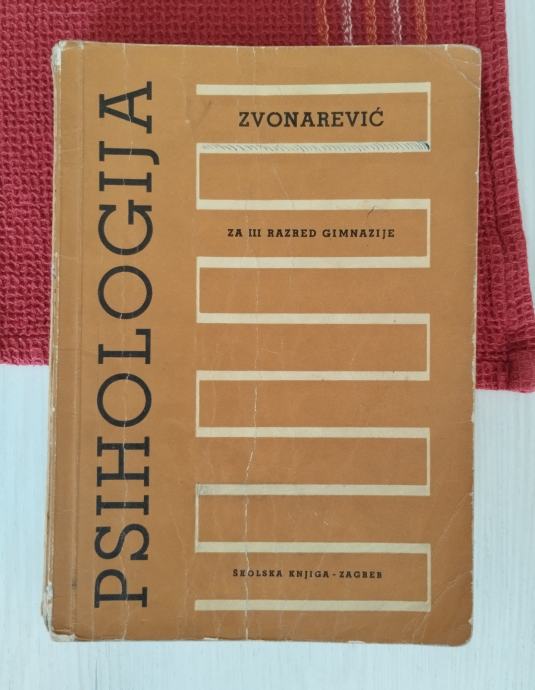 PSIHOLOGIJA
ZVONAREVIĆ
ZA III RAZRED GIMNAZIJE
ŠKOLSKA KNJIGA - ZAGREB